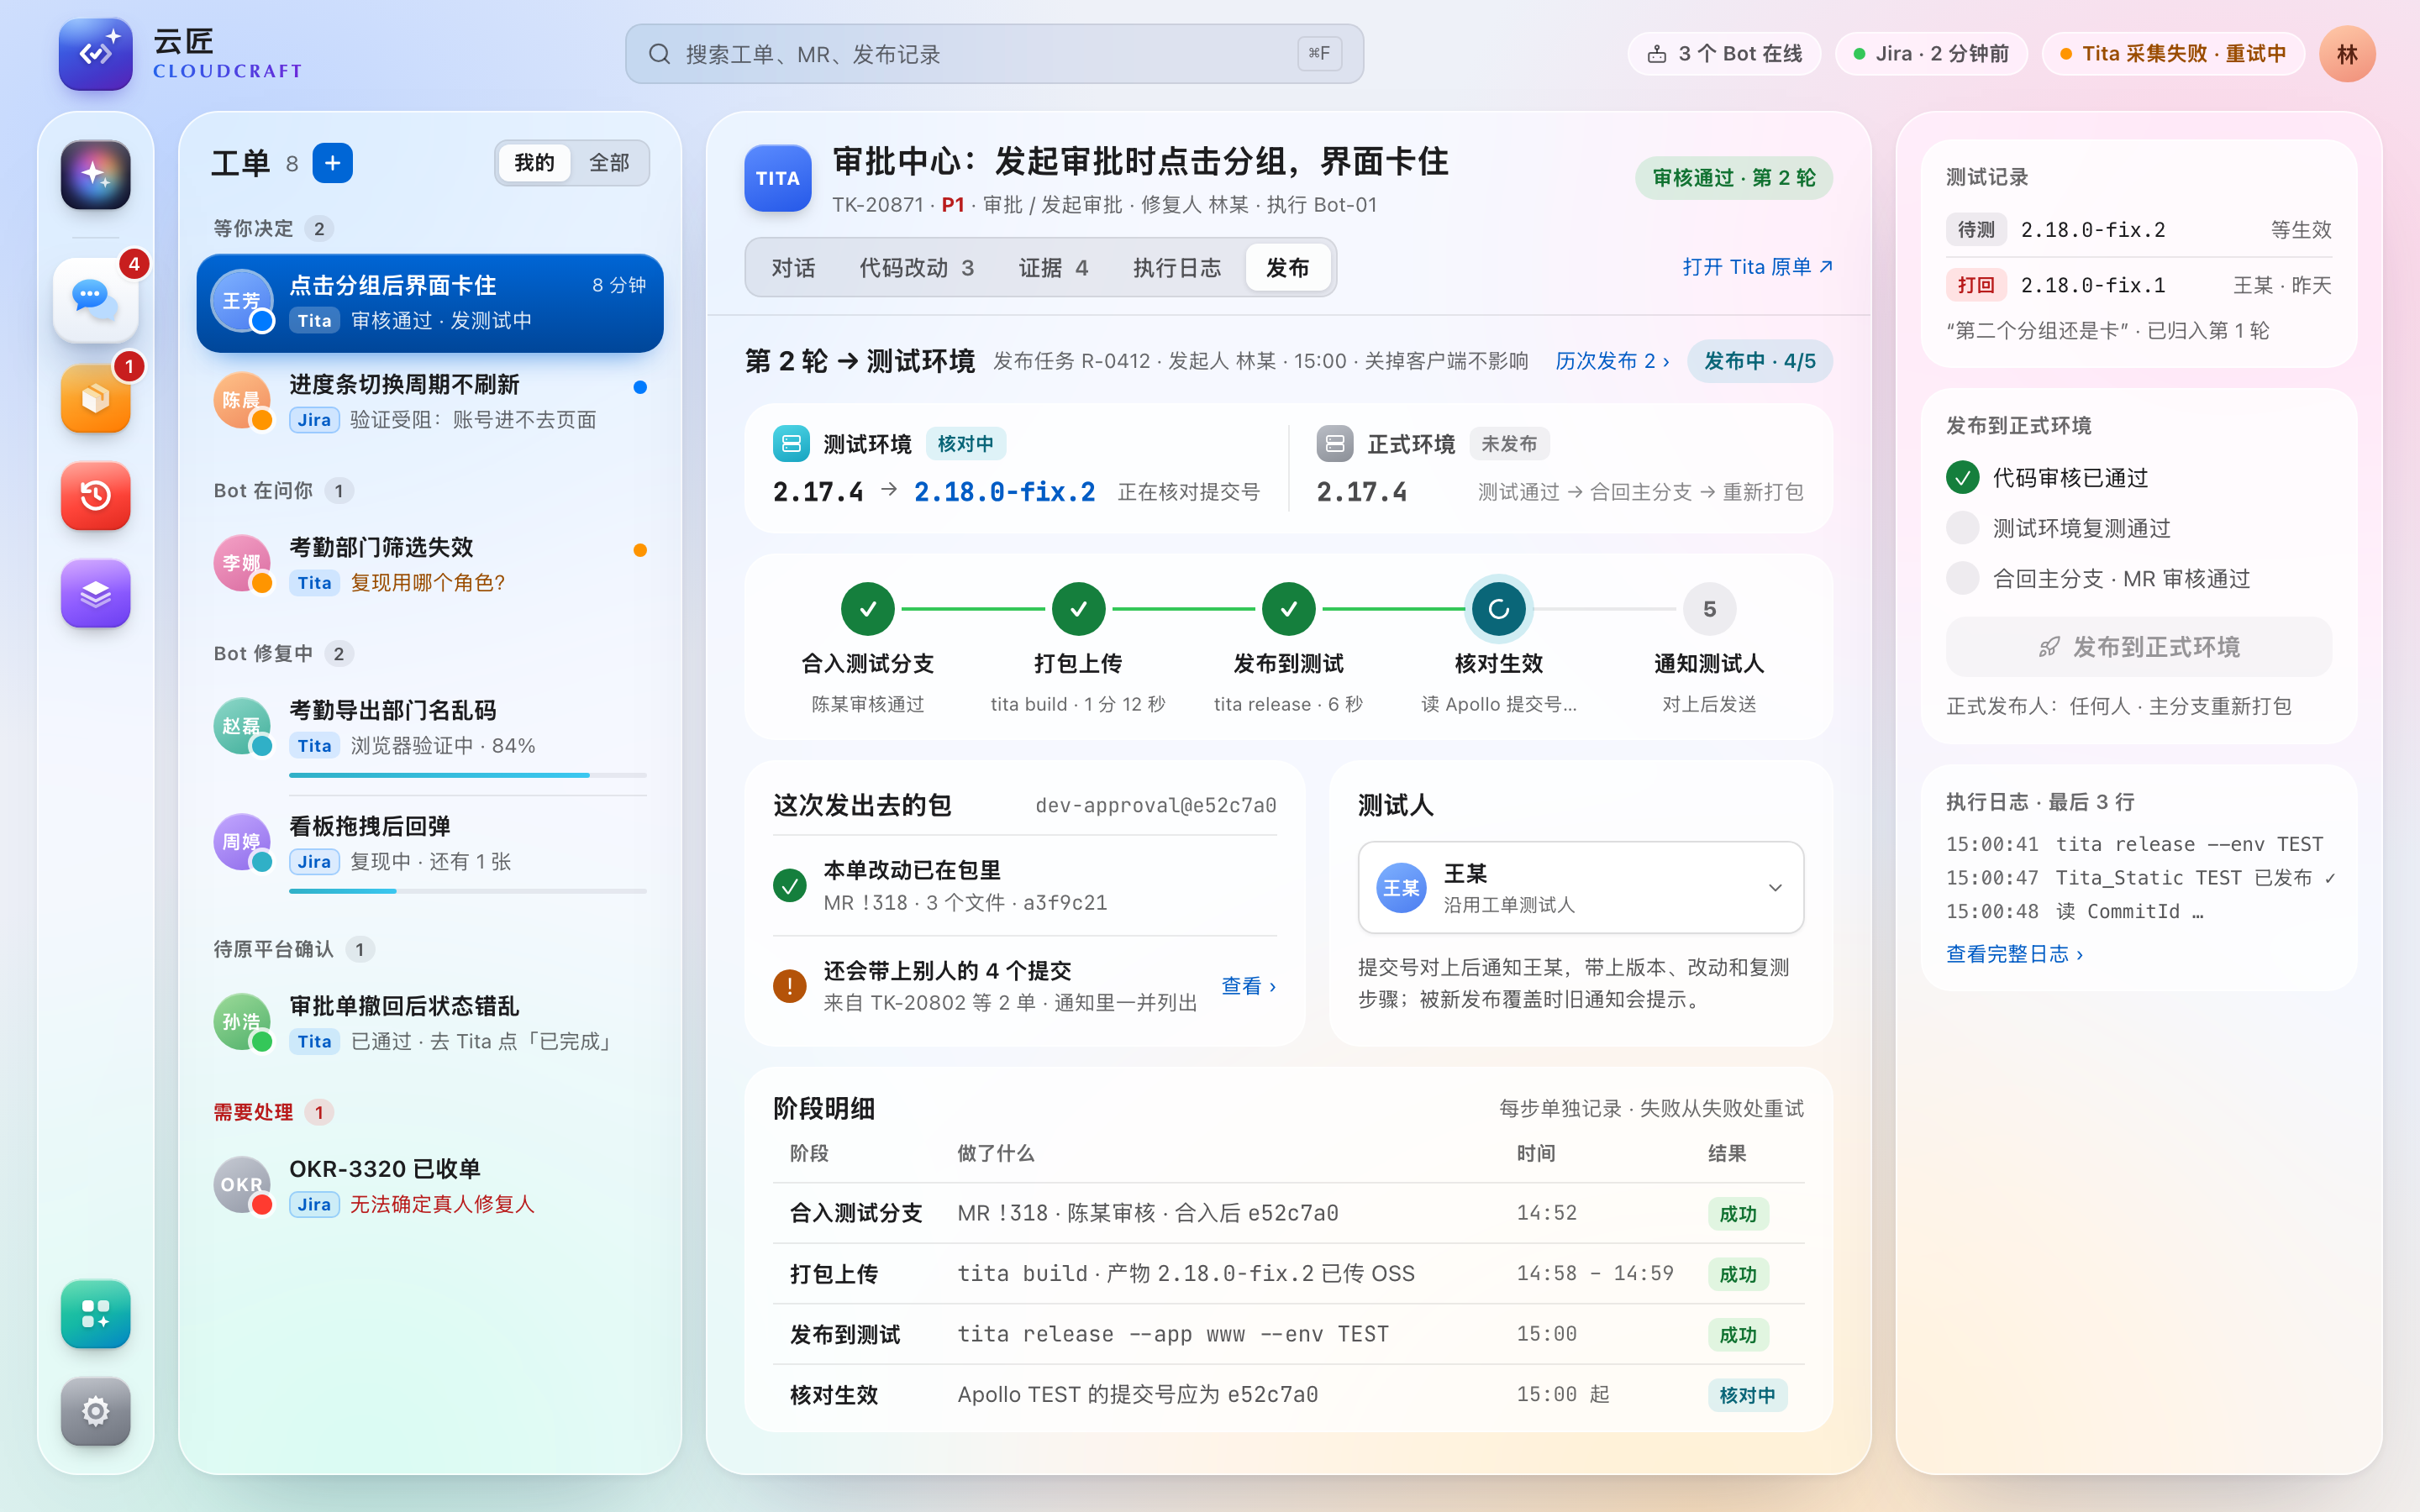 云匠
CLOUDCRAFT
搜索工单、MR、发布记录
⌘F
3 个 Bot 在线
Jira · 2 分钟前
Tita 采集失败 · 重试中
林
4
1
工单 8
我的
全部
等你决定 2
王芳
点击分组后界面卡住
8 分钟
Tita 审核通过 · 发测试中
陈晨
进度条切换周期不刷新
Jira 验证受阻：账号进不去页面
Bot 在问你 1
李娜
考勤部门筛选失效
Tita 复现用哪个角色？
Bot 修复中 2
赵磊
考勤导出部门名乱码
Tita 浏览器验证中 · 84%
周婷
看板拖拽后回弹
Jira 复现中 · 还有 1 张
待原平台确认 1
孙浩
审批单撤回后状态错乱
Tita 已通过 · 去 Tita 点「已完成」
需要处理 1
OKR
OKR-3320 已收单
Jira 无法确定真人修复人
TITA
审批中心：发起审批时点击分组，界面卡住
TK-20871 · P1 · 审批 / 发起审批 · 修复人 林某 · 执行 Bot-01
审核通过 · 第 2 轮
对话
代码改动 3
证据 4
执行日志
发布
打开 Tita 原单 ↗
第 2 轮 → 测试环境
发布任务 R-0412 · 发起人 林某 · 15:00 · 关掉客户端不影响
历次发布 2 ›
发布中 · 4/5
测试环境 核对中
2.17.4 → 2.18.0-fix.2 正在核对提交号
正式环境 未发布
2.17.4 测试通过 → 合回主分支 → 重新打包
5
合入测试分支
打包上传
发布到测试
核对生效
通知测试人
陈某审核通过
tita build · 1 分 12 秒
tita release · 6 秒
读 Apollo 提交号…
对上后发送
这次发出去的包
dev-approval@e52c7a0
本单改动已在包里
MR !318 · 3 个文件 · a3f9c21
还会带上别人的 4 个提交
来自 TK-20802 等 2 单 · 通知里一并列出
查看 ›
测试人
王某
王某
沿用工单测试人
提交号对上后通知王某，带上版本、改动和复测
步骤；被新发布覆盖时旧通知会提示。
阶段明细
每步单独记录 · 失败从失败处重试
阶段 做了什么 时间 结果
合入测试分支 MR !318 · 陈某审核 · 合入后 e52c7a0 14:52 成功
打包上传 tita build · 产物 2.18.0-fix.2 已传 OSS 14:58 – 14:59 成功
发布到测试 tita release --app www --env TEST 15:00 成功
核对生效 Apollo TEST 的提交号应为 e52c7a0 15:00 起 核对中
测试记录
待测 2.18.0-fix.2 等生效
打回 2.18.0-fix.1 王某 · 昨天
“第二个分组还是卡” · 已归入第 1 轮
发布到正式环境
代码审核已通过
测试环境复测通过
合回主分支 · MR 审核通过
发布到正式环境
正式发布人：任何人 · 主分支重新打包
执行日志 · 最后 3 行
15:00:41 tita release --env TEST
15:00:47 Tita_Static TEST 已发布 ✓
15:00:48 读 CommitId …
查看完整日志 ›